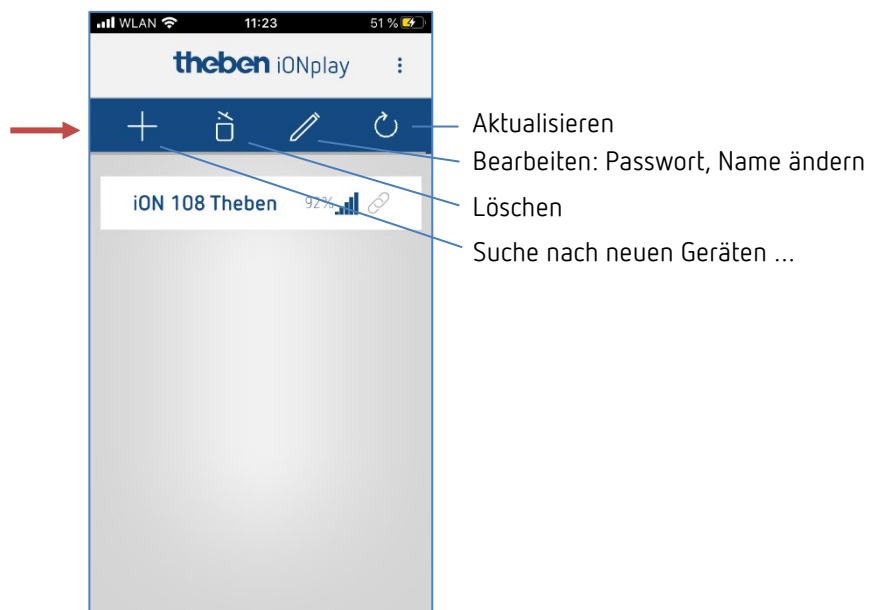 WLAN 11:23 51 %
theben iONplay
Aktualisieren
Bearbeiten: Passwort, Name ändern
iON 108 Theben 92%
Löschen
Suche nach neuen Geräten ...